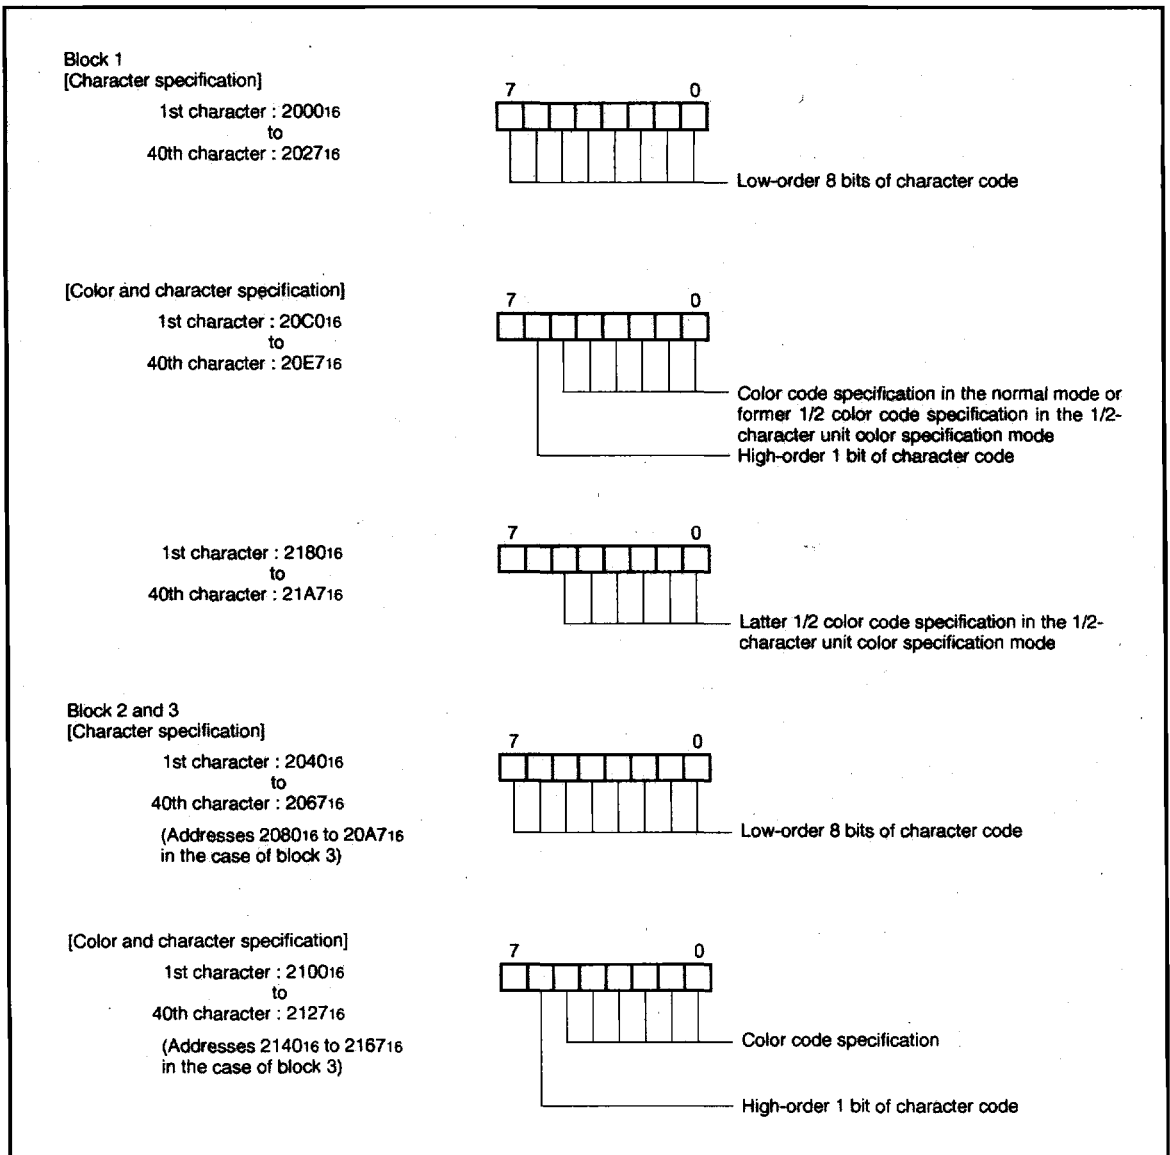 Block 1
[Character specification]
1st character : 200016
to
40th character : 202716
7 0
Low-order 8 bits of character code
[Color and character specification]
1st character : 20C016
to
40th character : 20E716
7 0
Color code specification in the normal mode or
former 1/2 color code specification in the 1/2-
character unit color specification mode
High-order 1 bit of character code
1st character : 218016
to
40th character : 21A716
7 0
Latter 1/2 color code specification in the 1/2-
character unit color specification mode
Block 2 and 3
[Character specification]
1st character : 204016
to
40th character : 206716
(Addresses 208016 to 20A716
in the case of block 3)
7 0
Low-order 8 bits of character code
[Color and character specification]
1st character : 210016
to
40th character : 212716
(Addresses 214016 to 216716
in the case of block 3)
7 0
Color code specification
High-order 1 bit of character code